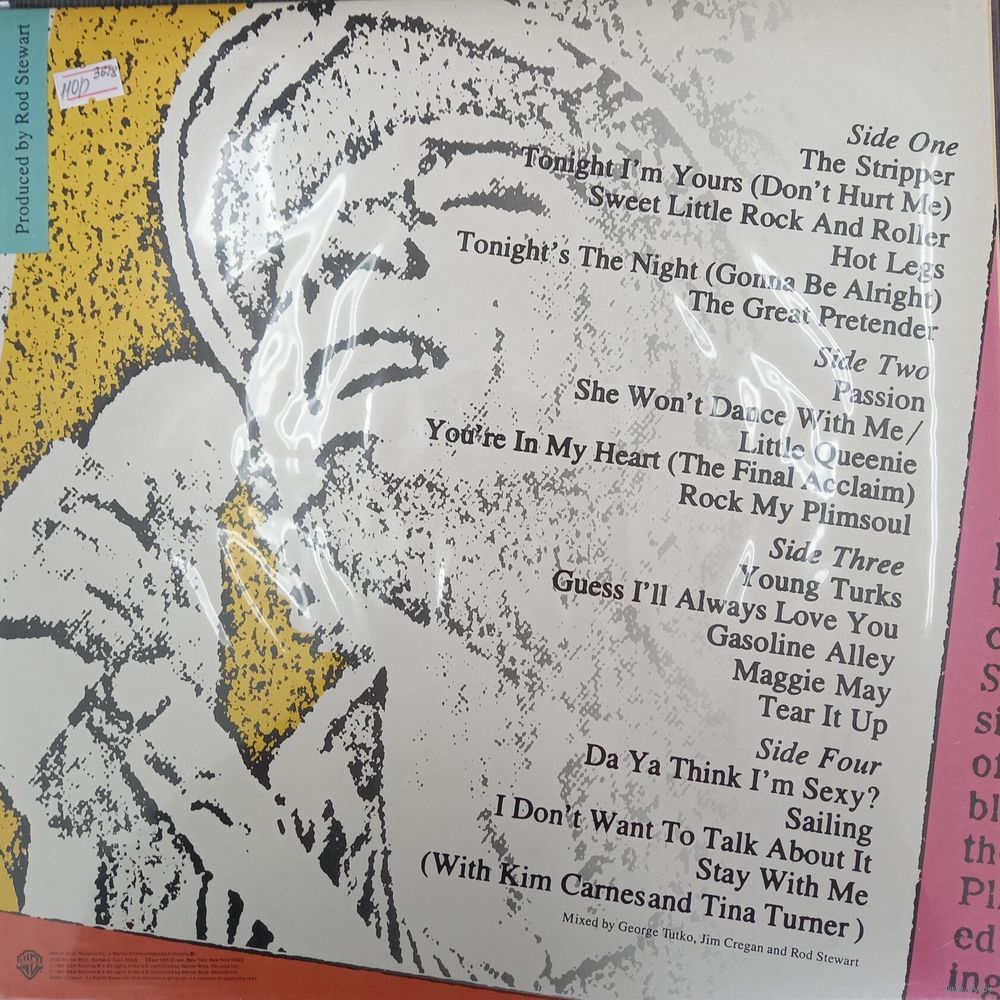 Produced by Rod Stewart
Side One
The Stripper
Tonight I'm Yours (Don't Hurt Me)
Sweet Little Rock And Roller
Hot Legs
Tonight's The Night (Gonna Be Alright)
The Great Pretender
Side Two
Passion
She Won't Dance With Me/
Little Queenie
You're In My Heart (The Final Acclaim)
Rock My Plimsoul
Side Three
Young Turks
Guess I'll Always Love You
Gasoline Alley
Maggie May
Tear It Up
Side Four
Da Ya Think I'm Sexy?
Sailing
I Don't Want To Talk About It
Stay With Me
(With Kim Carnes and Tina Turner)
Mixed by George Tutko, Jim Cregan and Rod Stewart